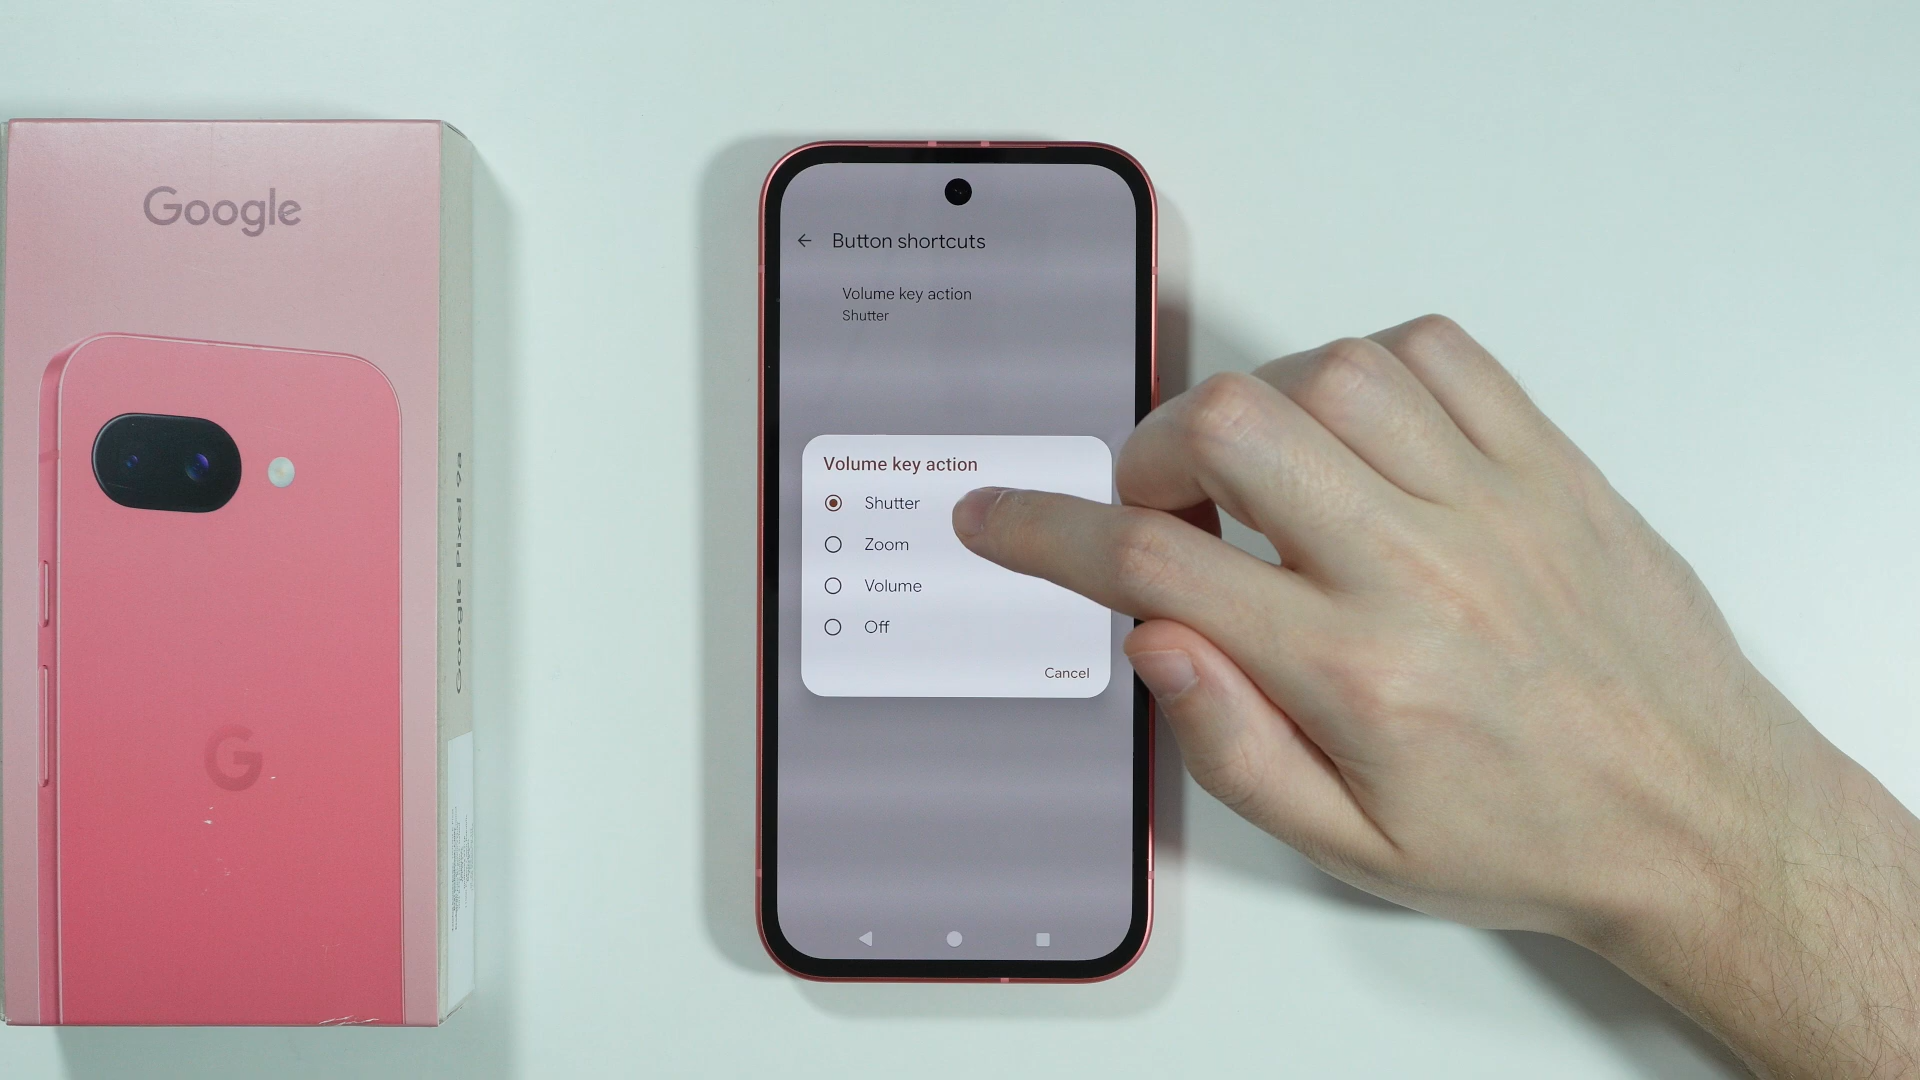 Google
Google Pixel 9a
Button shortcuts
Volume key action
Shutter
Volume key action
Shutter
Zoom
Volume
Off
Cancel